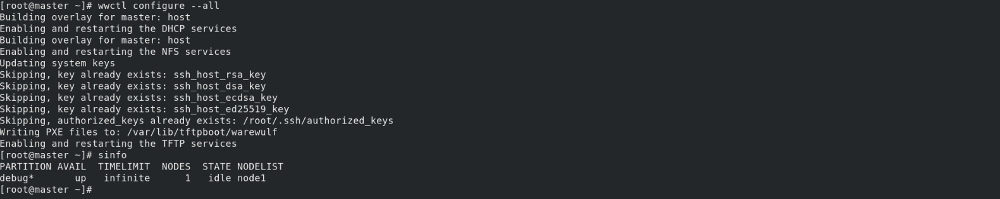 [root@master ~]# wwctl configure --all
Building overlay for master: host
Enabling and restarting the DHCP services
Building overlay for master: host
Enabling and restarting the NFS services
Updating system keys
Skipping, key already exists: ssh_host_rsa_key
Skipping, key already exists: ssh_host_dsa_key
Skipping, key already exists: ssh_host_ecdsa_key
Skipping, key already exists: ssh_host_ed25519_key
Skipping, authorized_keys already exists: /root/.ssh/authorized_keys
Writing PXE files to: /var/lib/tftpboot/warewulf
Enabling and restarting the TFTP services
[root@master ~]# sinfo
PARTITION AVAIL  TIMELIMIT  NODES  STATE NODELIST
debug*       up   infinite      1   idle node1
[root@master ~]#